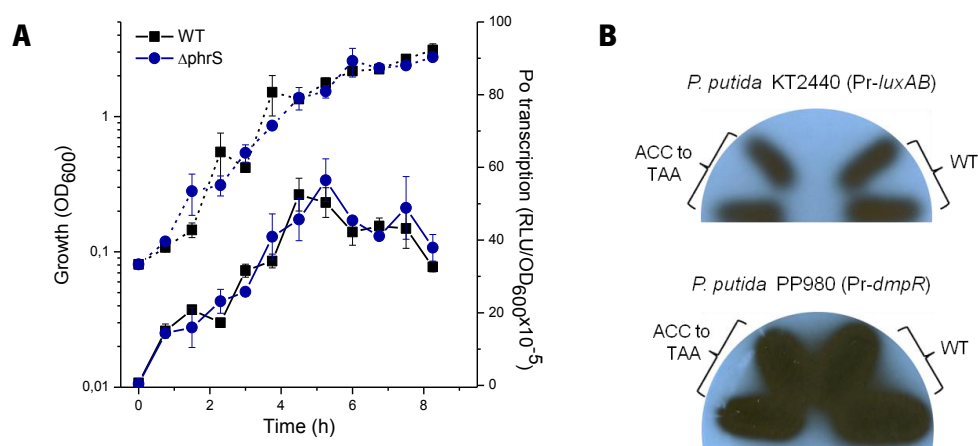 A
WT
ΔphrS
Growth (OD600)
1
0,1
0,01
0
2
4
6
8
Time (h)
100
80
60
40
20
0
Po transcription (RLU/OD600x10-5)
B
P. putida KT2440 (Pr-luxAB)
ACC to
TAA
WT
P. putida PP980 (Pr-dmpR)
ACC to
TAA
WT